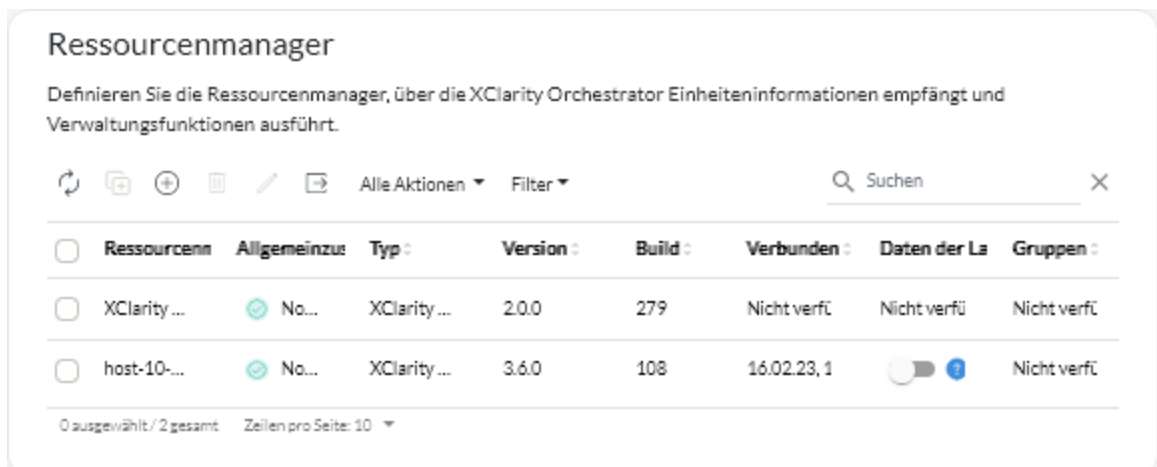 Ressourcenmanager
Definieren Sie die Ressourcenmanager, über die XClarity Orchestrator Einheiteninformationen empfängt und
Verwaltungsfunktionen ausführt.
Alle Aktionen Filter Suchen
Ressourcenn Allgemeinzus Typ Version Build Verbunden Daten der La Gruppen
XClarity ... No... XClarity ... 2.0.0 279 Nicht verfü Nicht verfü Nicht verfü
host-10-... No... XClarity ... 3.6.0 108 16.02.23, 1 ? Nicht verfü
0 ausgewählt / 2 gesamt Zeilen pro Seite: 10